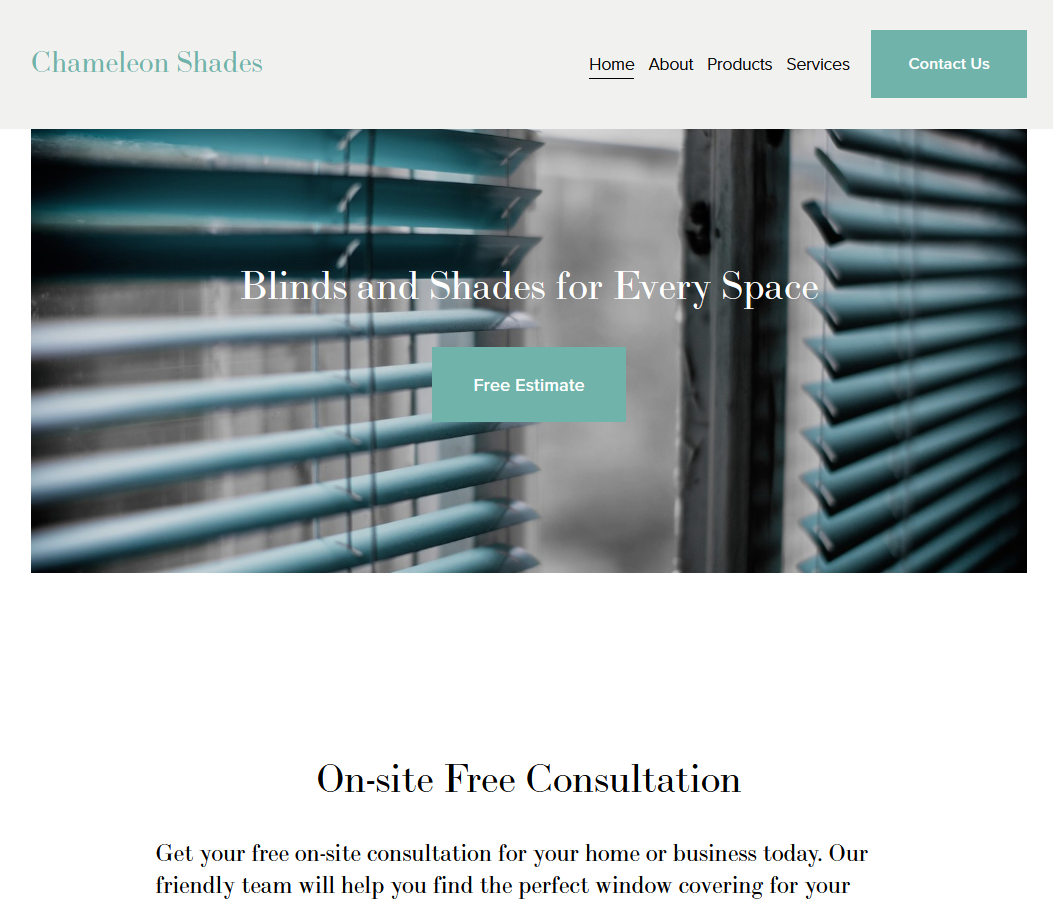 Chameleon Shades
Home About Products Services Contact Us
Blinds and Shades for Every Space
Free Estimate
On-site Free Consultation
Get your free on-site consultation for your home or business today. Our
friendly team will help you find the perfect window covering for your